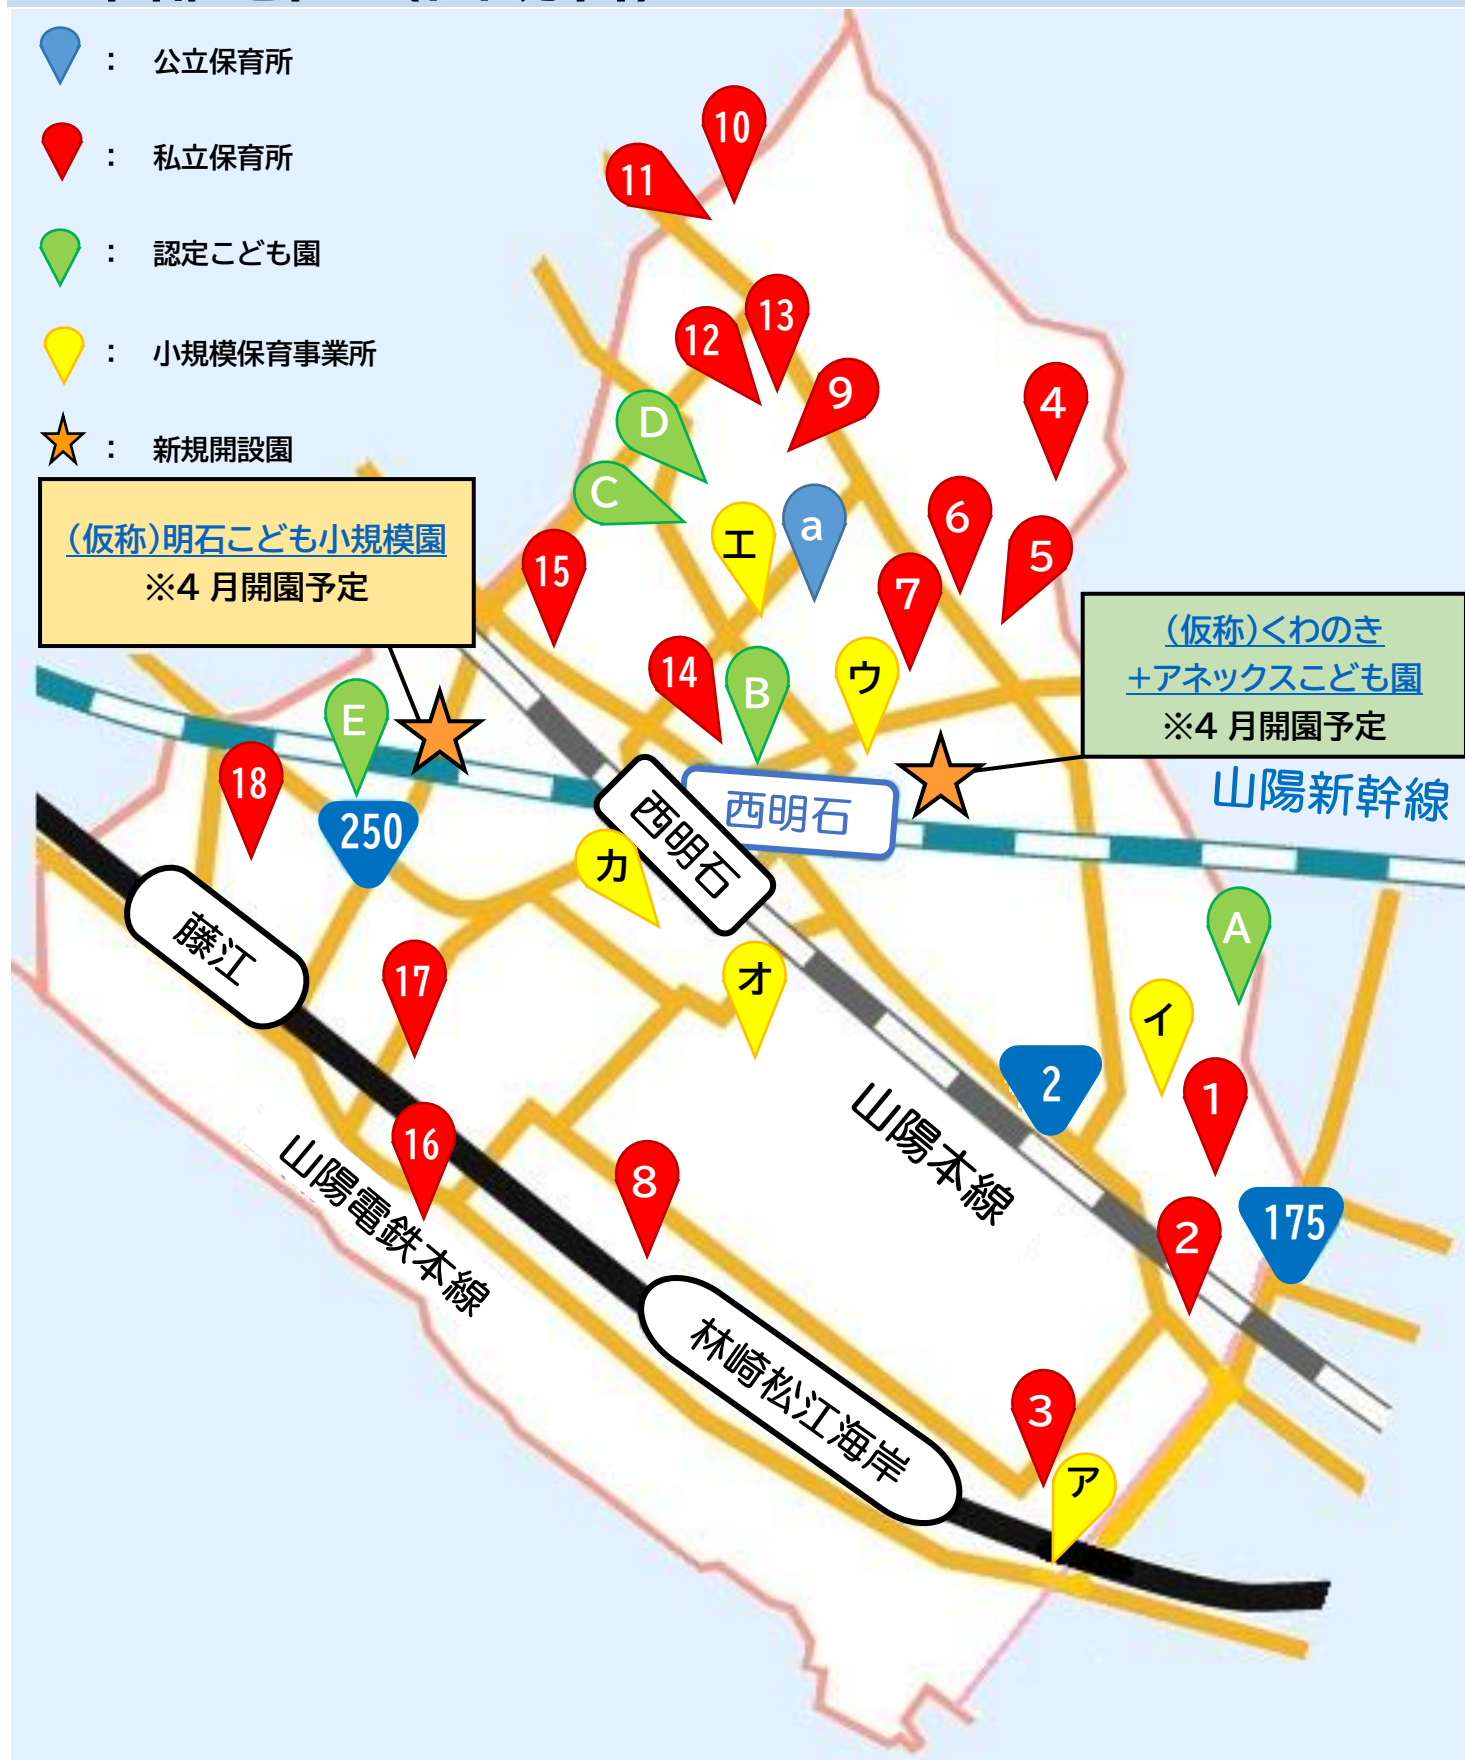 ： 公立保育所
： 私立保育所
： 認定こども園
： 小規模保育事業所
： 新規開設園
（仮称）明石こども小規模園
※4 月開園予定
（仮称）くわのき
＋アネックスこども園
※4 月開園予定
10
11
13
12
9
4
D
C
エ
a
6
5
15
7
14
B
ウ
E
18
250
西明石
西明石
山陽新幹線
カ
藤江
17
オ
A
イ
2
1
山陽本線
16
山陽電鉄本線
8
2
175
林崎松江海岸
3
ア